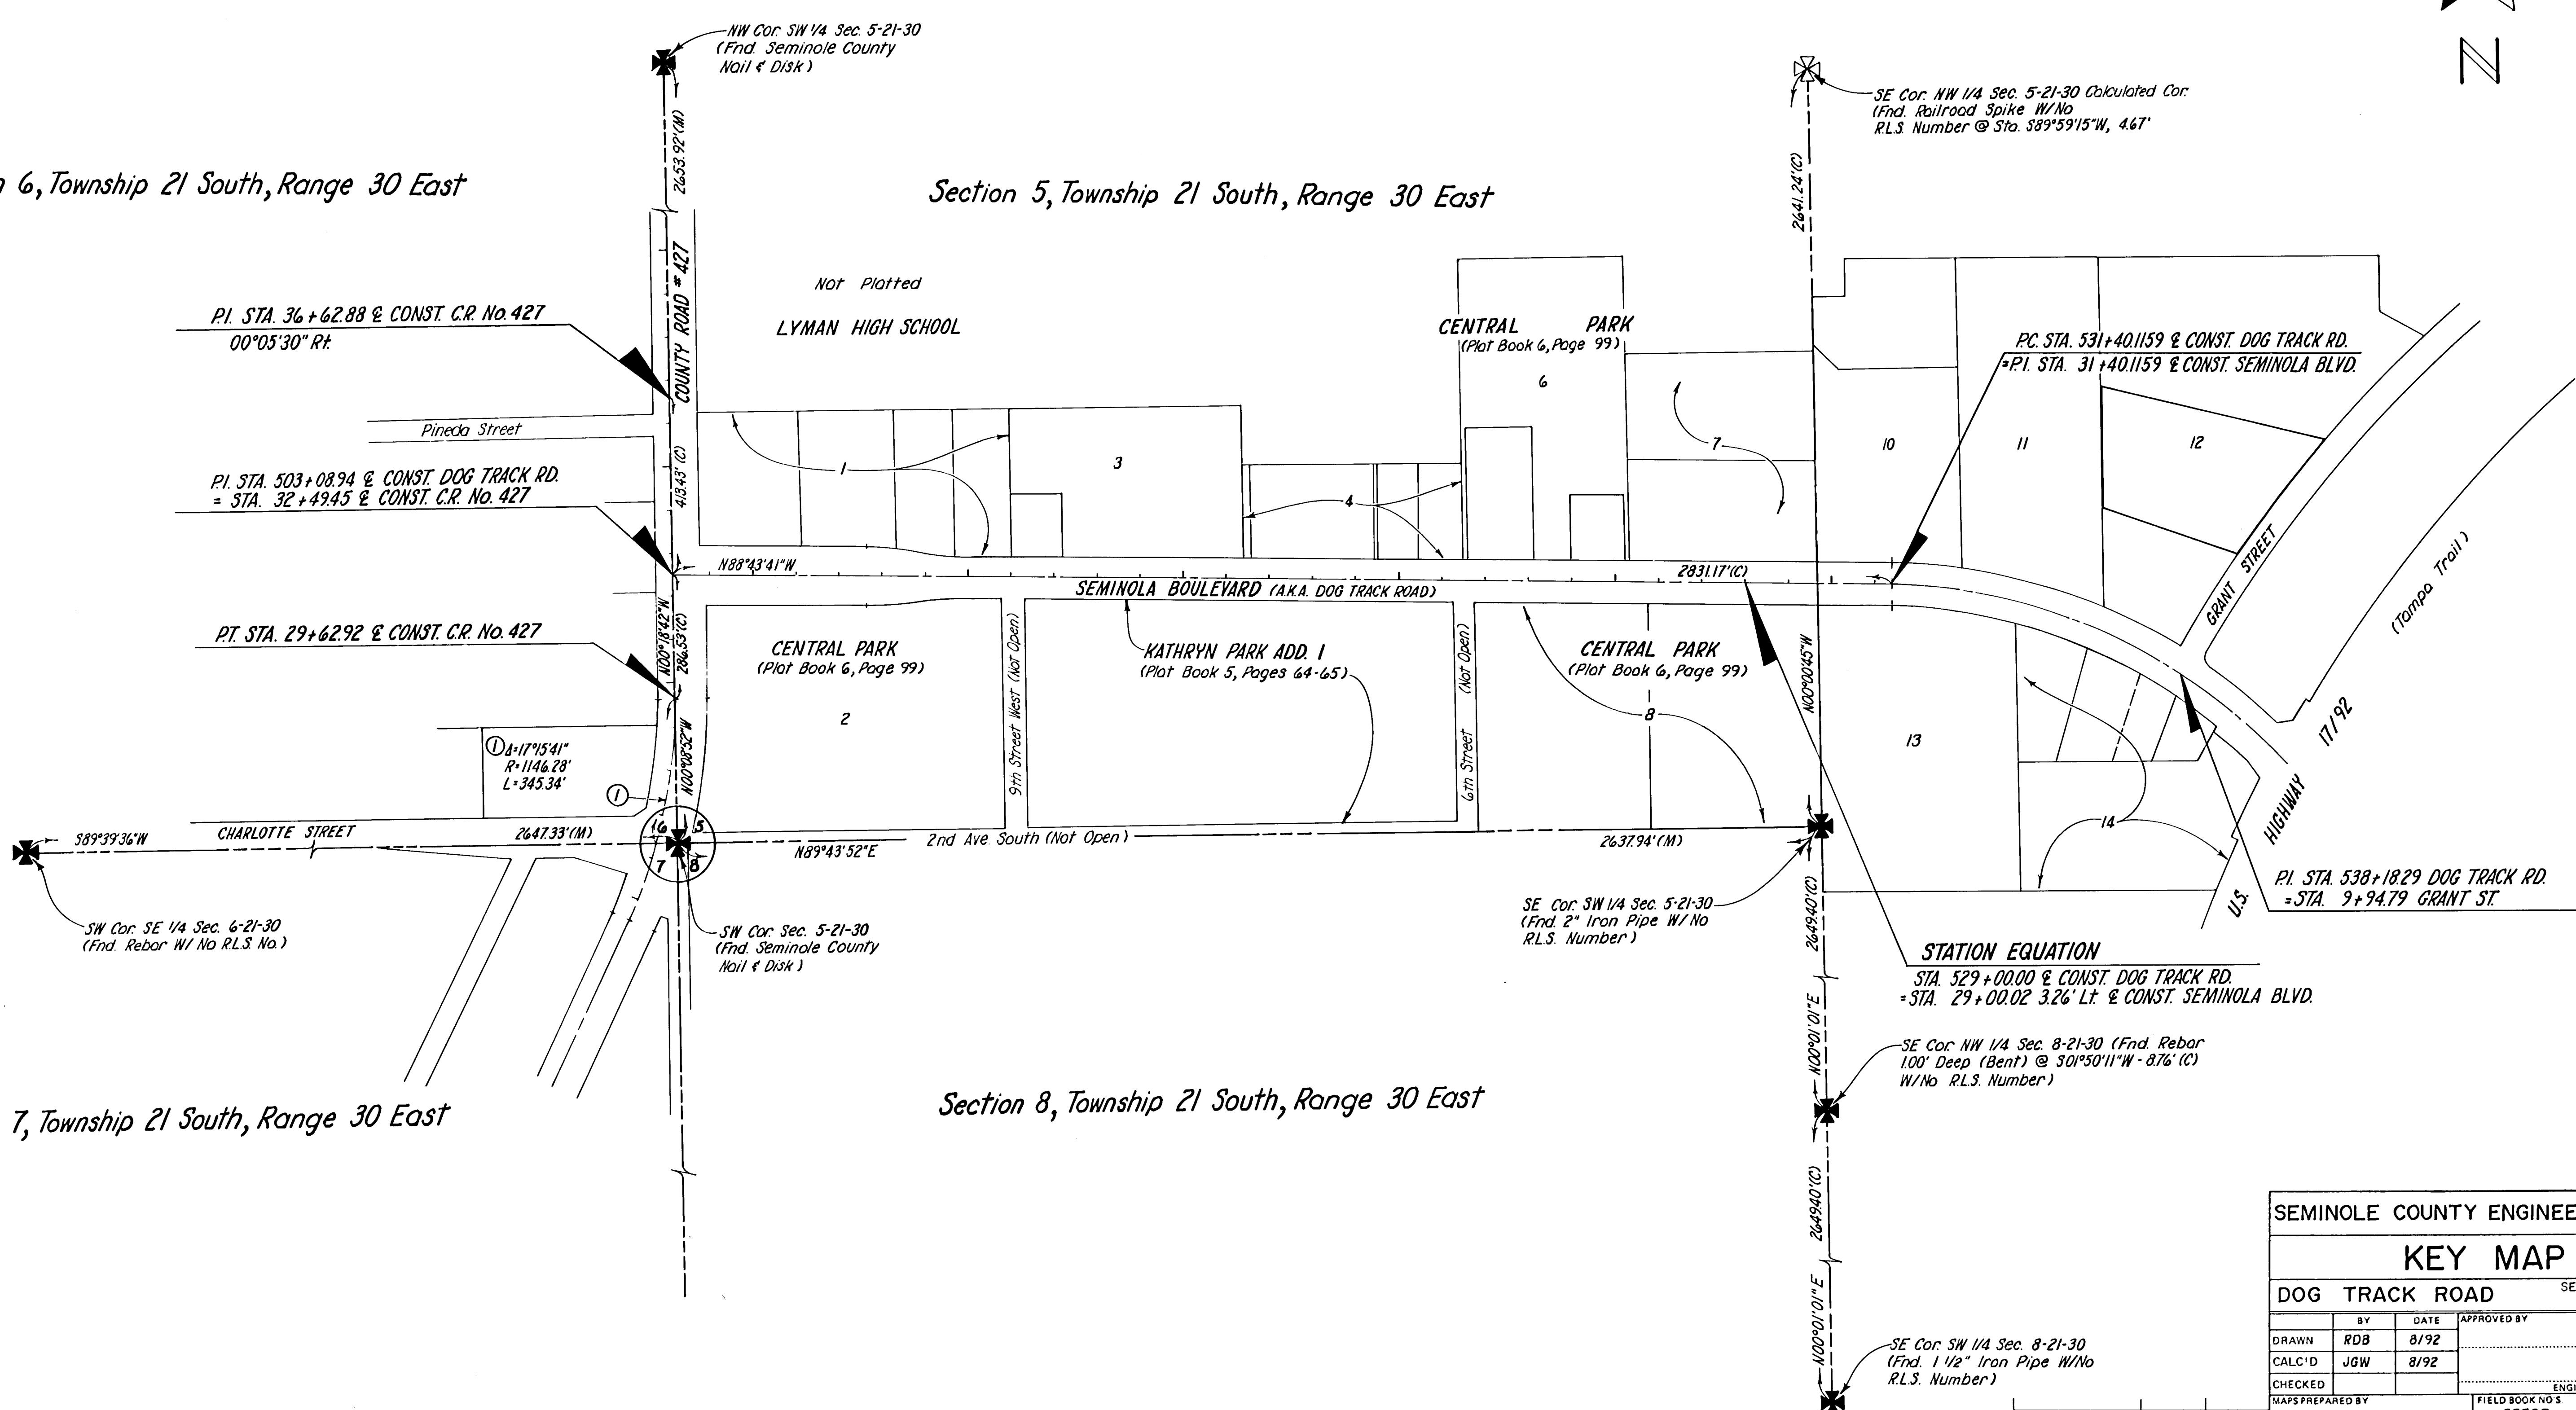 N
NW Cor. SW 1/4 Sec. 5-21-30
(Fnd. Seminole County
Nail & Disk)
SE Cor. NW 1/4 Sec. 5-21-30 Calculated Cor.
(Fnd. Railroad Spike W/No
R.L.S. Number @ Sta. S89°59'15"W, 4.67'
2653.92'(M)
2641.24'(C)
6, Township 21 South, Range 30 East
Section 5, Township 21 South, Range 30 East
COUNTY ROAD # 427
Not Platted
LYMAN HIGH SCHOOL
P.I. STA. 36+62.88 ℄ CONST. C.R. No. 427
00°05'30" Rt.
CENTRAL PARK
(Plat Book 6, Page 99)
6
P.C. STA. 531+40.1159 ℄ CONST. DOG TRACK RD.
=P.I. STA. 31+40.1159 ℄ CONST. SEMINOLA BLVD.
Pineda Street
413.43' (C)
1
3
4
7
10
11
12
P.I. STA. 503+08.94 ℄ CONST. DOG TRACK RD.
= STA. 32+49.45 ℄ CONST. C.R. No. 427
N88°43'41"W
2831.17'(C)
SEMINOLA BOULEVARD (A.K.A. DOG TRACK ROAD)
GRANT STREET
(Tampa Trail)
N00°18'42"W
286.53'(C)
P.T. STA. 29+62.92 ℄ CONST. C.R. No. 427
CENTRAL PARK
(Plat Book 6, Page 99)
2
9th Street West (Not Open)
KATHRYN PARK ADD. 1
(Plat Book 5, Pages 64-65)
6th Street (Not Open)
CENTRAL PARK
(Plat Book 6, Page 99)
8
N00°00'45"W
13
14
U.S. HIGHWAY 17/92
1 Δ=17°15'41"
R=1146.28'
L=345.34'
1
N00°08'52"W
S89°39'36"W
CHARLOTTE STREET
2647.33'(M)
6 5
7 8
N89°43'52"E
2nd Ave. South (Not Open)
2637.94'(M)
P.I. STA. 538+18.29 DOG TRACK RD.
=STA. 9+94.79 GRANT ST.
SW Cor. SE 1/4 Sec. 6-21-30
(Fnd. Rebar W/ No R.L.S. No.)
SW Cor. Sec. 5-21-30
(Fnd. Seminole County
Nail & Disk)
SE Cor. SW 1/4 Sec. 5-21-30
(Fnd. 2" Iron Pipe W/No
R.L.S. Number)
2649.40'(C)
STATION EQUATION
STA. 529+00.00 ℄ CONST. DOG TRACK RD.
=STA. 29+00.02 3.26' Lt. ℄ CONST. SEMINOLA BLVD.
N00°01'01"E
SE Cor. NW 1/4 Sec. 8-21-30 (Fnd. Rebar
1.00' Deep (Bent) @ S01°50'11"W - 8.76' (C)
W/No R.L.S. Number)
7, Township 21 South, Range 30 East
Section 8, Township 21 South, Range 30 East
2649.40'(C)
N00°01'01"E
SE Cor. SW 1/4 Sec. 8-21-30
(Fnd. 1 1/2" Iron Pipe W/No
R.L.S. Number)
SEMINOLE COUNTY ENGINEE
KEY MAP
DOG TRACK ROAD SE
BY DATE APPROVED BY
DRAWN RDB 8/92
CALC'D JGW 8/92
CHECKED
ENGI
MAPS PREPARED BY FIELD BOOK NO'S